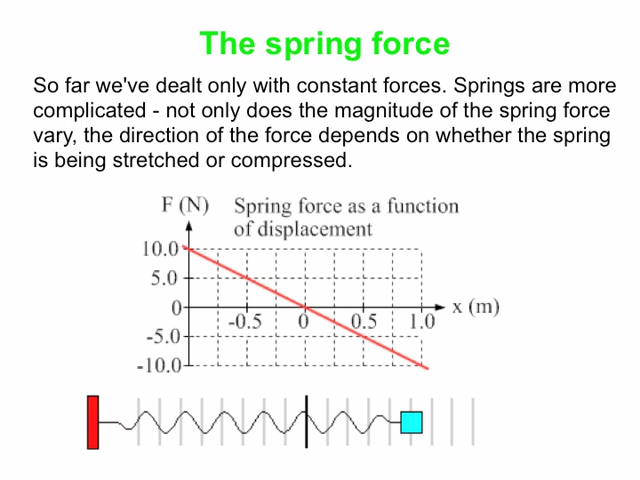 The spring force
So far we've dealt only with constant forces. Springs are more
complicated - not only does the magnitude of the spring force
vary, the direction of the force depends on whether the spring
is being stretched or compressed.
F (N)
Spring force as a function
of displacement
10.0
5.0
0
-5.0
-10.0
-0.5
0
0.5
1.0
x (m)